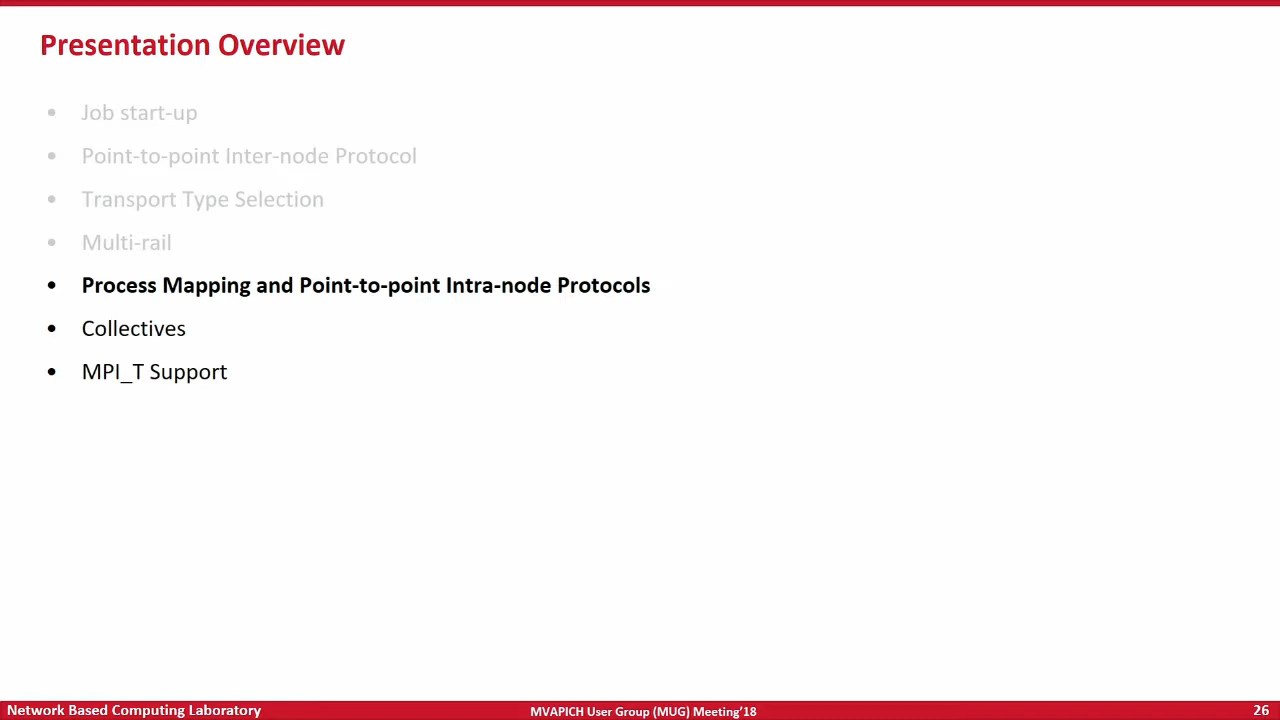 Presentation Overview
• Job start-up
• Point-to-point Inter-node Protocol
• Transport Type Selection
• Multi-rail
• Process Mapping and Point-to-point Intra-node Protocols
• Collectives
• MPI_T Support
Network Based Computing Laboratory
MVAPICH User Group (MUG) Meeting'18
26